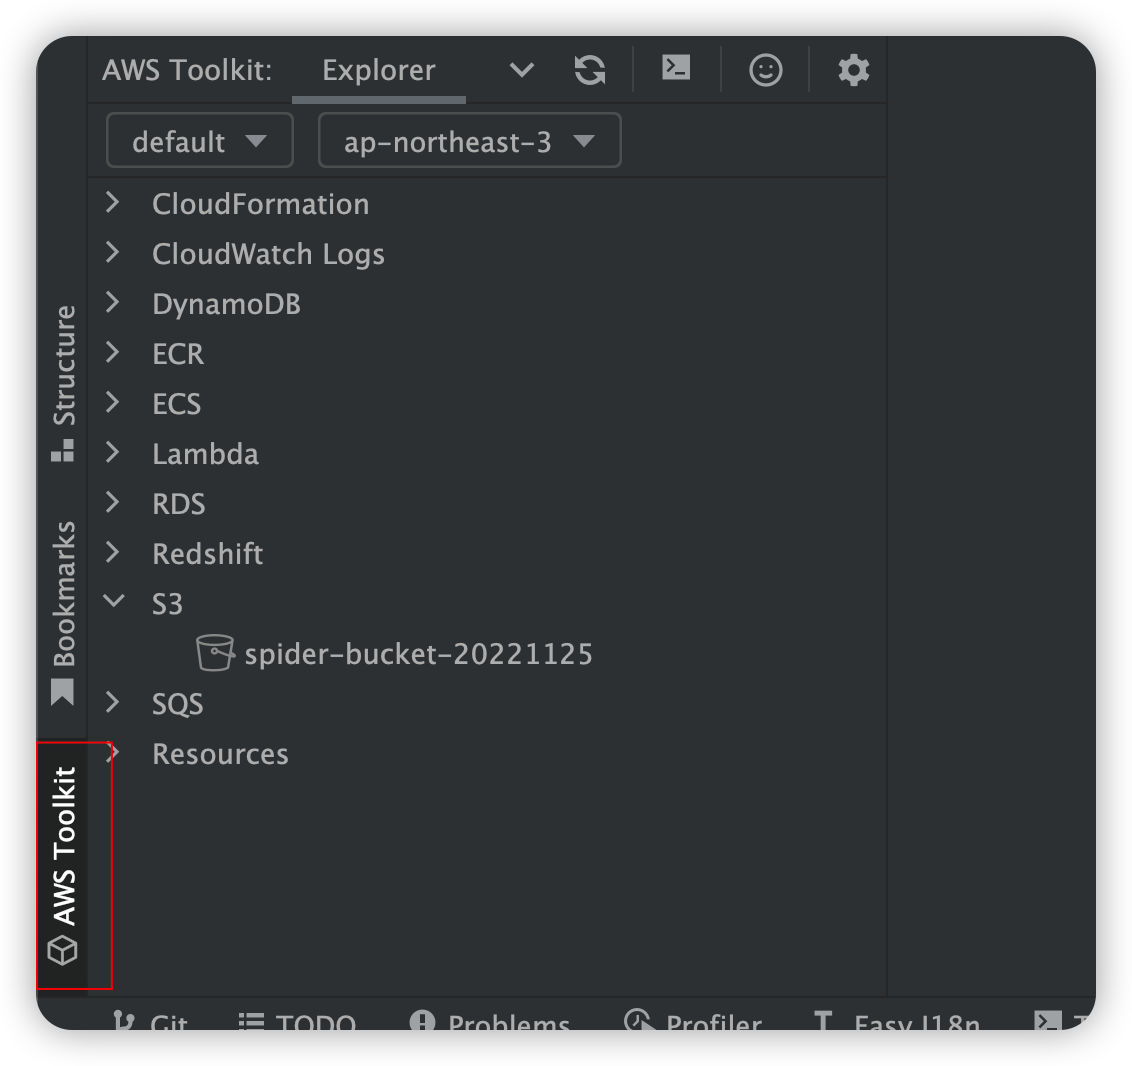 AWS Toolkit: Explorer
default ap-northeast-3
CloudFormation
CloudWatch Logs
DynamoDB
ECR
ECS
Lambda
RDS
Redshift
S3
spider-bucket-20221125
SQS
Resources
Structure
Bookmarks
AWS Toolkit
Git TODO Problems Profiler Easy I18n